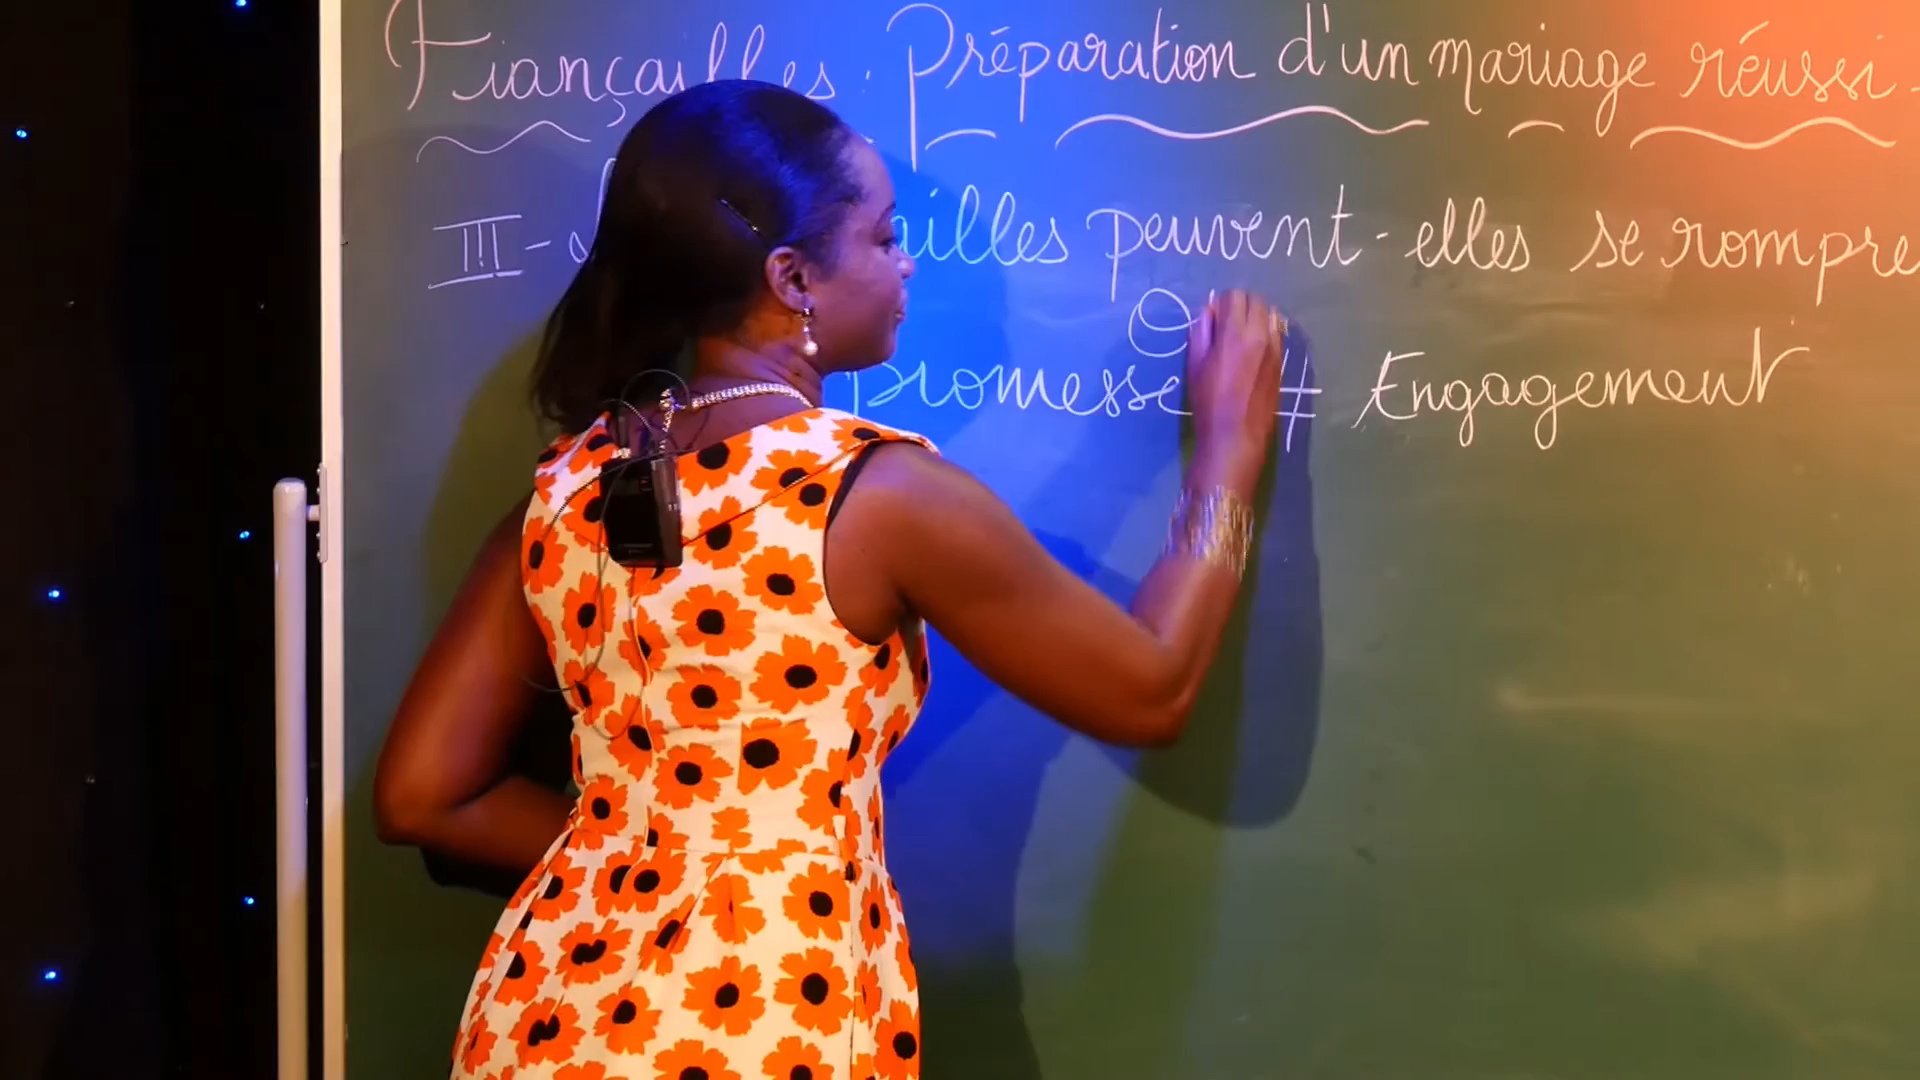 Fiançailles : Préparation d'un mariage réussi.
III - ailles peuvent-elles se rompre
promesse ≠ Engagement